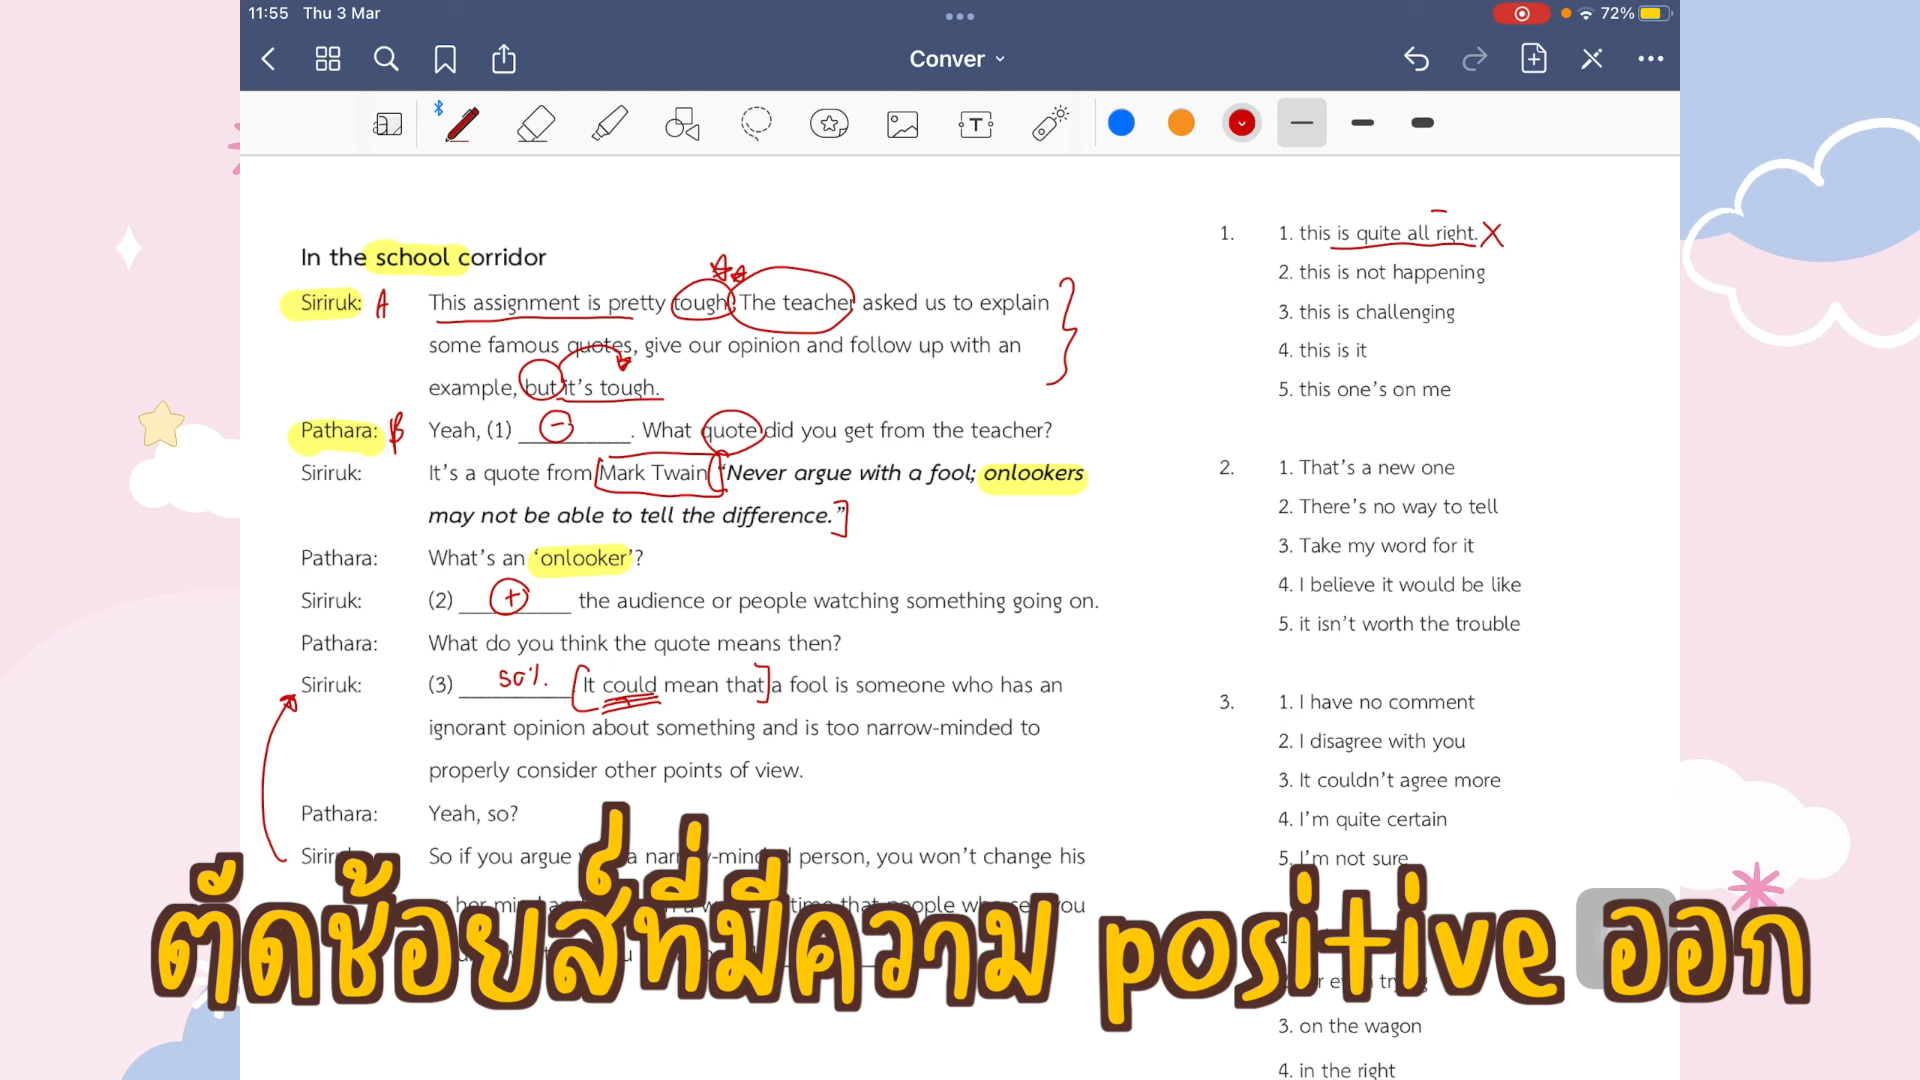 11:55 Thu 3 Mar
72%
Conver
In the school corridor
Siriruk: A This assignment is pretty tough. The teacher asked us to explain
some famous quotes, give our opinion and follow up with an
example, but it's tough.
Pathara: B Yeah, (1) __________. What quote did you get from the teacher?
Siriruk: It's a quote from Mark Twain "Never argue with a fool; onlookers
may not be able to tell the difference."
Pathara: What's an 'onlooker'?
Siriruk: (2) __________ the audience or people watching something going on.
Pathara: What do you think the quote means then?
Siriruk: (3) __________ 50%. It could mean that a fool is someone who has an
ignorant opinion about something and is too narrow-minded to
properly consider other points of view.
Pathara: Yeah, so?
So if you argue a person, you won't change his
1. 1. this is quite all right. X
2. this is not happening
3. this is challenging
4. this is it
5. this one's on me
2. 1. That's a new one
2. There's no way to tell
3. Take my word for it
4. I believe it would be like
5. it isn't worth the trouble
3. 1. I have no comment
2. I disagree with you
3. It couldn't agree more
4. I'm quite certain
5. I'm not sure
3. on the wagon
4. in the right
ตัดช้อยส์ที่มีความ positive ออก